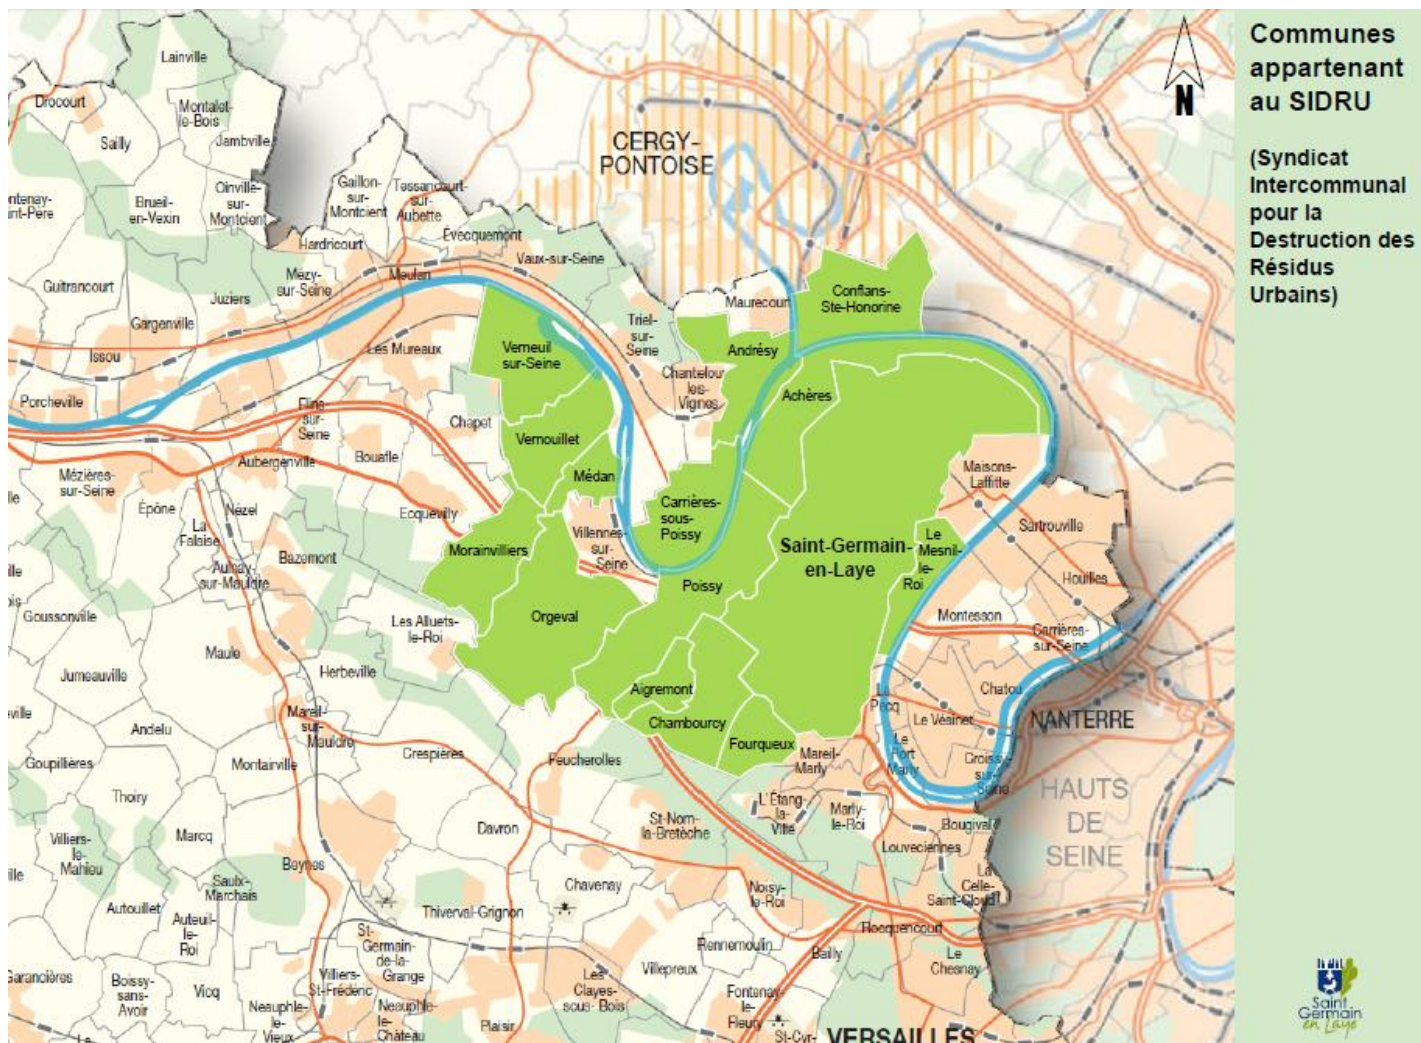 Communes
appartenant
au SIDRU
(Syndicat
Intercommunal
pour la
Destruction des
Résidus
Urbains)
N
Lainville
Drocourt
Montalet-
le-Bois
Sailly
Jambville
CERGY-
PONTOISE
Gaillon-
sur-
Montcient
Tessancourt-
sur-
Aubette
Oinville-
sur-
Montcient
Brueil-
en-Vexin
ntenay-
int-Père
Hardricourt
Évecquemont
Vaux-sur-Seine
Mézy-
sur-Seine
Meulan
Guitrancourt
Juziers
Gargenville
Issou
Porcheville
Maurecourt
Conflans-
Ste-Honorine
Triel-
sur-
Seine
Andrésy
Verneuil
sur-Seine
Les Mureaux
Chanteloup
les-
Vignes
Achères
Flins-
sur-
Seine
Chapet
Vernouillet
Bouafle
Aubergenville
Médan
Mézières-
sur-Seine
Maisons-
Laffitte
Épône
Nézel
Ecquevilly
Carrières-
sous-
Poissy
La
Falaise
Villennes-
sur-
Seine
Sartrouville
Saint-Germain-
en-Laye
Le
Mesnil-
le-
Roi
Morainvilliers
Bazemont
Aulnay-
sur-Mauldre
Poissy
Houilles
Goussonville
Orgeval
Montesson
Carrières-
sur-Seine
Les Alluets-
le-Roi
Maule
Herbeville
Jumeauville
Aigremont
Chatou
Le
Pecq
Le Vésinet
NANTERRE
Chambourcy
Mareil-
sur-
Mauldre
Andelu
Fourqueux
Mareil-
Marly
Le
Port
Marly
Croissy-
sur-
Seine
Goupillières
Montainville
Crespières
Feucherolles
HAUTS
DE
SEINE
Thoiry
L'Étang-
la-
Ville
Marly-
le-Roi
Bougival
St-Nom-
la-Bretèche
Davron
Marcq
Villiers-
le-
Mahieu
Louveciennes
Beynes
La
Celle-
Saint-Cloud
Saulx-
Marchais
Chavenay
Noisy-
le-Roi
Autouillet
Thiverval-Grignon
Auteuil-
le-
Roi
Rocquencourt
St-
Germain-
de-la-
Grange
Rennemoulin
Bailly
Le
Chesnay
Garancières
Boissy-
sans-
Avoir
Vicq
Villiers-
St-Frédéric
Les
Clayes-
sous- Bois
Villepreux
Fontenay-
le-
Fleury
Neauphle-
le-
Vieux
Neauphle-
le-
Château
Plaisir
St-Cyr-
VERSAILLES
Saint
Germain
en Laye